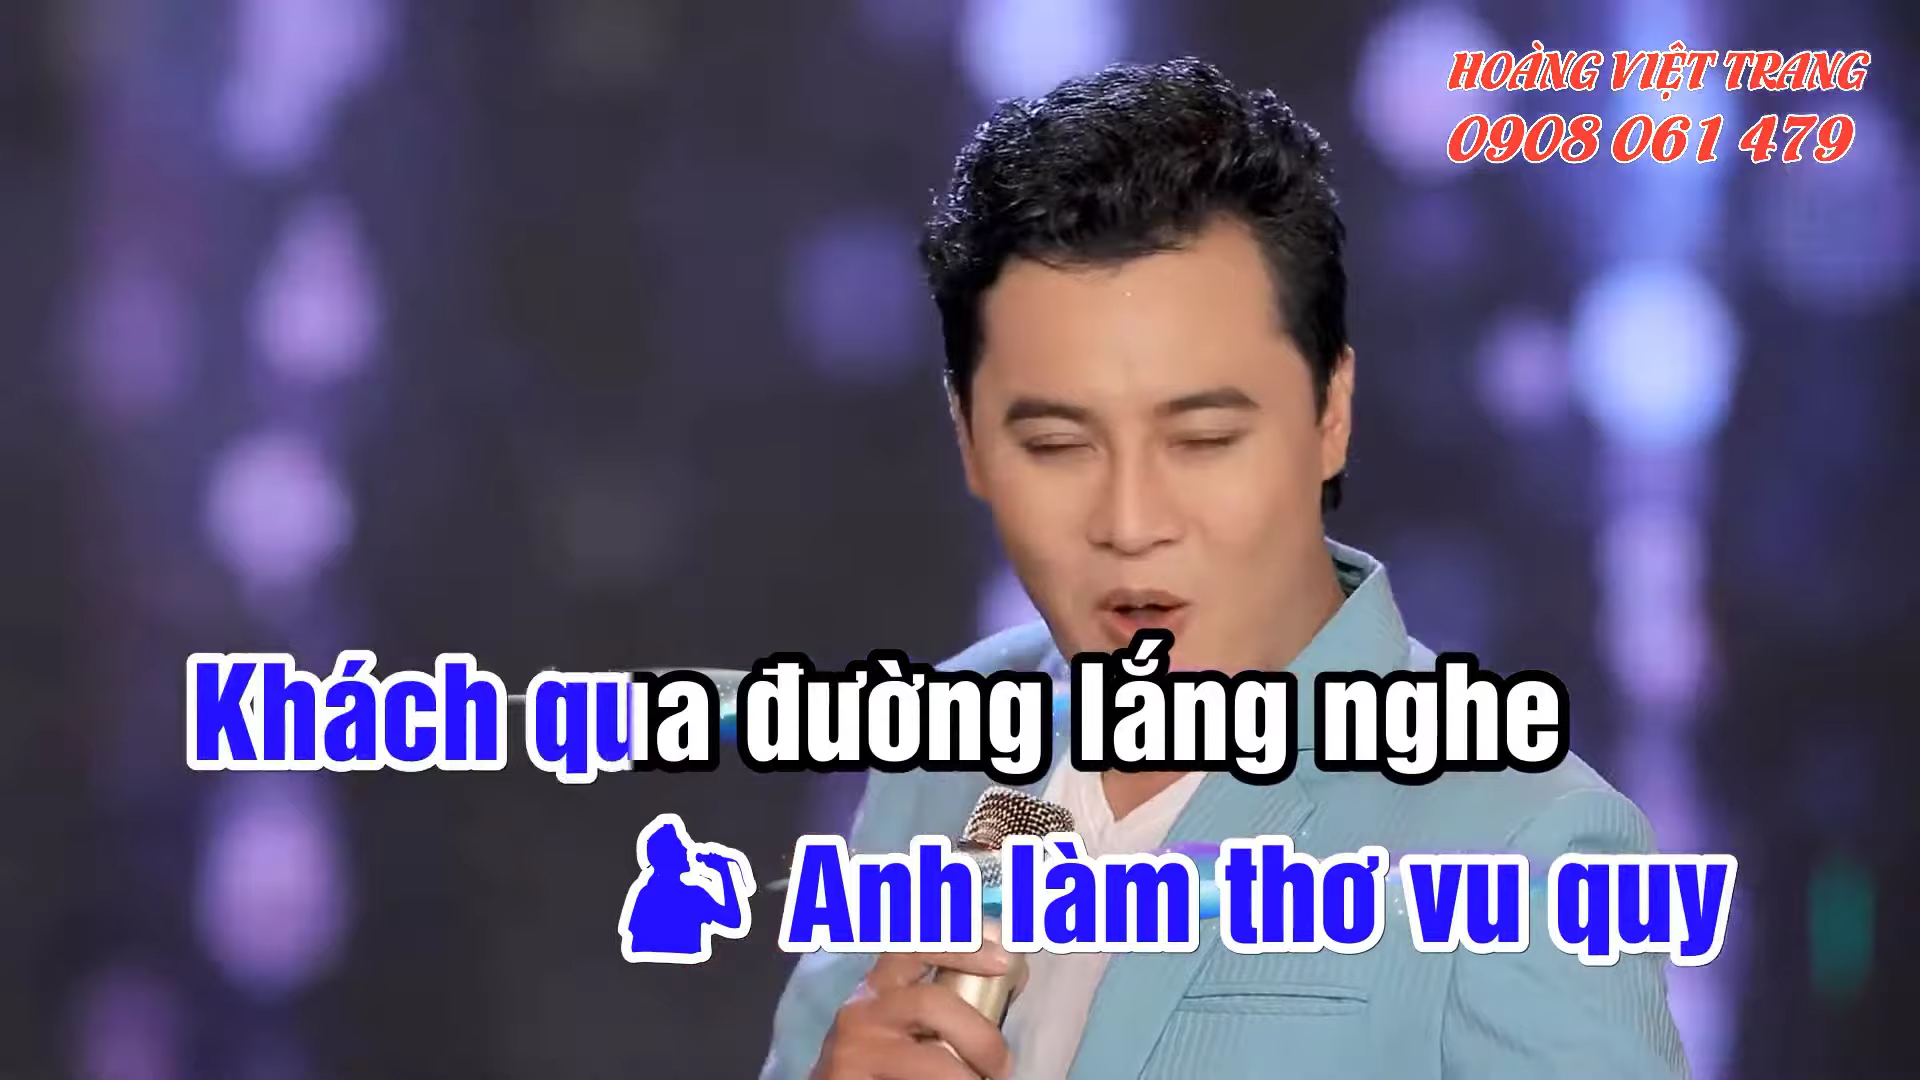 HOÀNG VIỆT TRANG
0908 061 479
Khách qua đường lắng nghe
Anh làm thơ vu quy